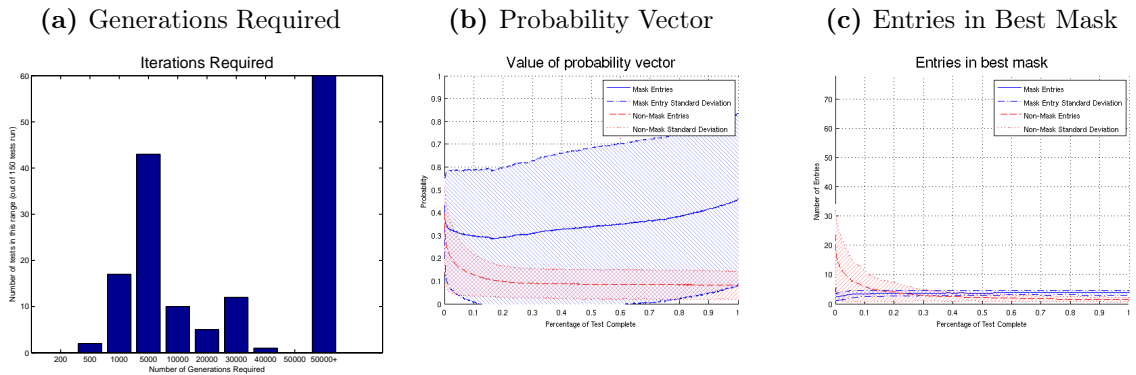 (a) Generations Required
(b) Probability Vector
(c) Entries in Best Mask
Iterations Required
Number of tests in this range (out of 150 tests run)
60
50
40
30
20
10
0
200 500 1000 5000 10000 20000 30000 40000 50000 50000+
Number of Generations Required
Value of probability vector
Probability
1
0.9
0.8
0.7
0.6
0.5
0.4
0.3
0.2
0.1
0
Mask Entries
Mask Entry Standard Deviation
Non-Mask Entries
Non-Mask Standard Deviation
0 0.1 0.2 0.3 0.4 0.5 0.6 0.7 0.8 0.9 1
Percentage of Test Complete
Entries in best mask
Number of Entries
70
60
50
40
30
20
10
0
Mask Entries
Mask Entry Standard Deviation
Non-Mask Entries
Non-Mask Standard Deviation
0 0.1 0.2 0.3 0.4 0.5 0.6 0.7 0.8 0.9 1
Percentage of Test Complete